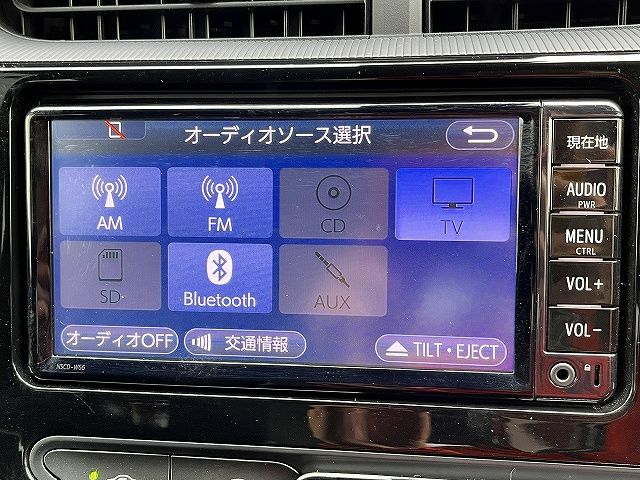 オーディオソース選択
AM
FM
CD
TV
SD
Bluetooth
AUX
オーディオOFF
交通情報
TILT・EJECT
NSCD-W66
現在地
AUDIO
PWR
MENU
CTRL
VOL+
VOL-